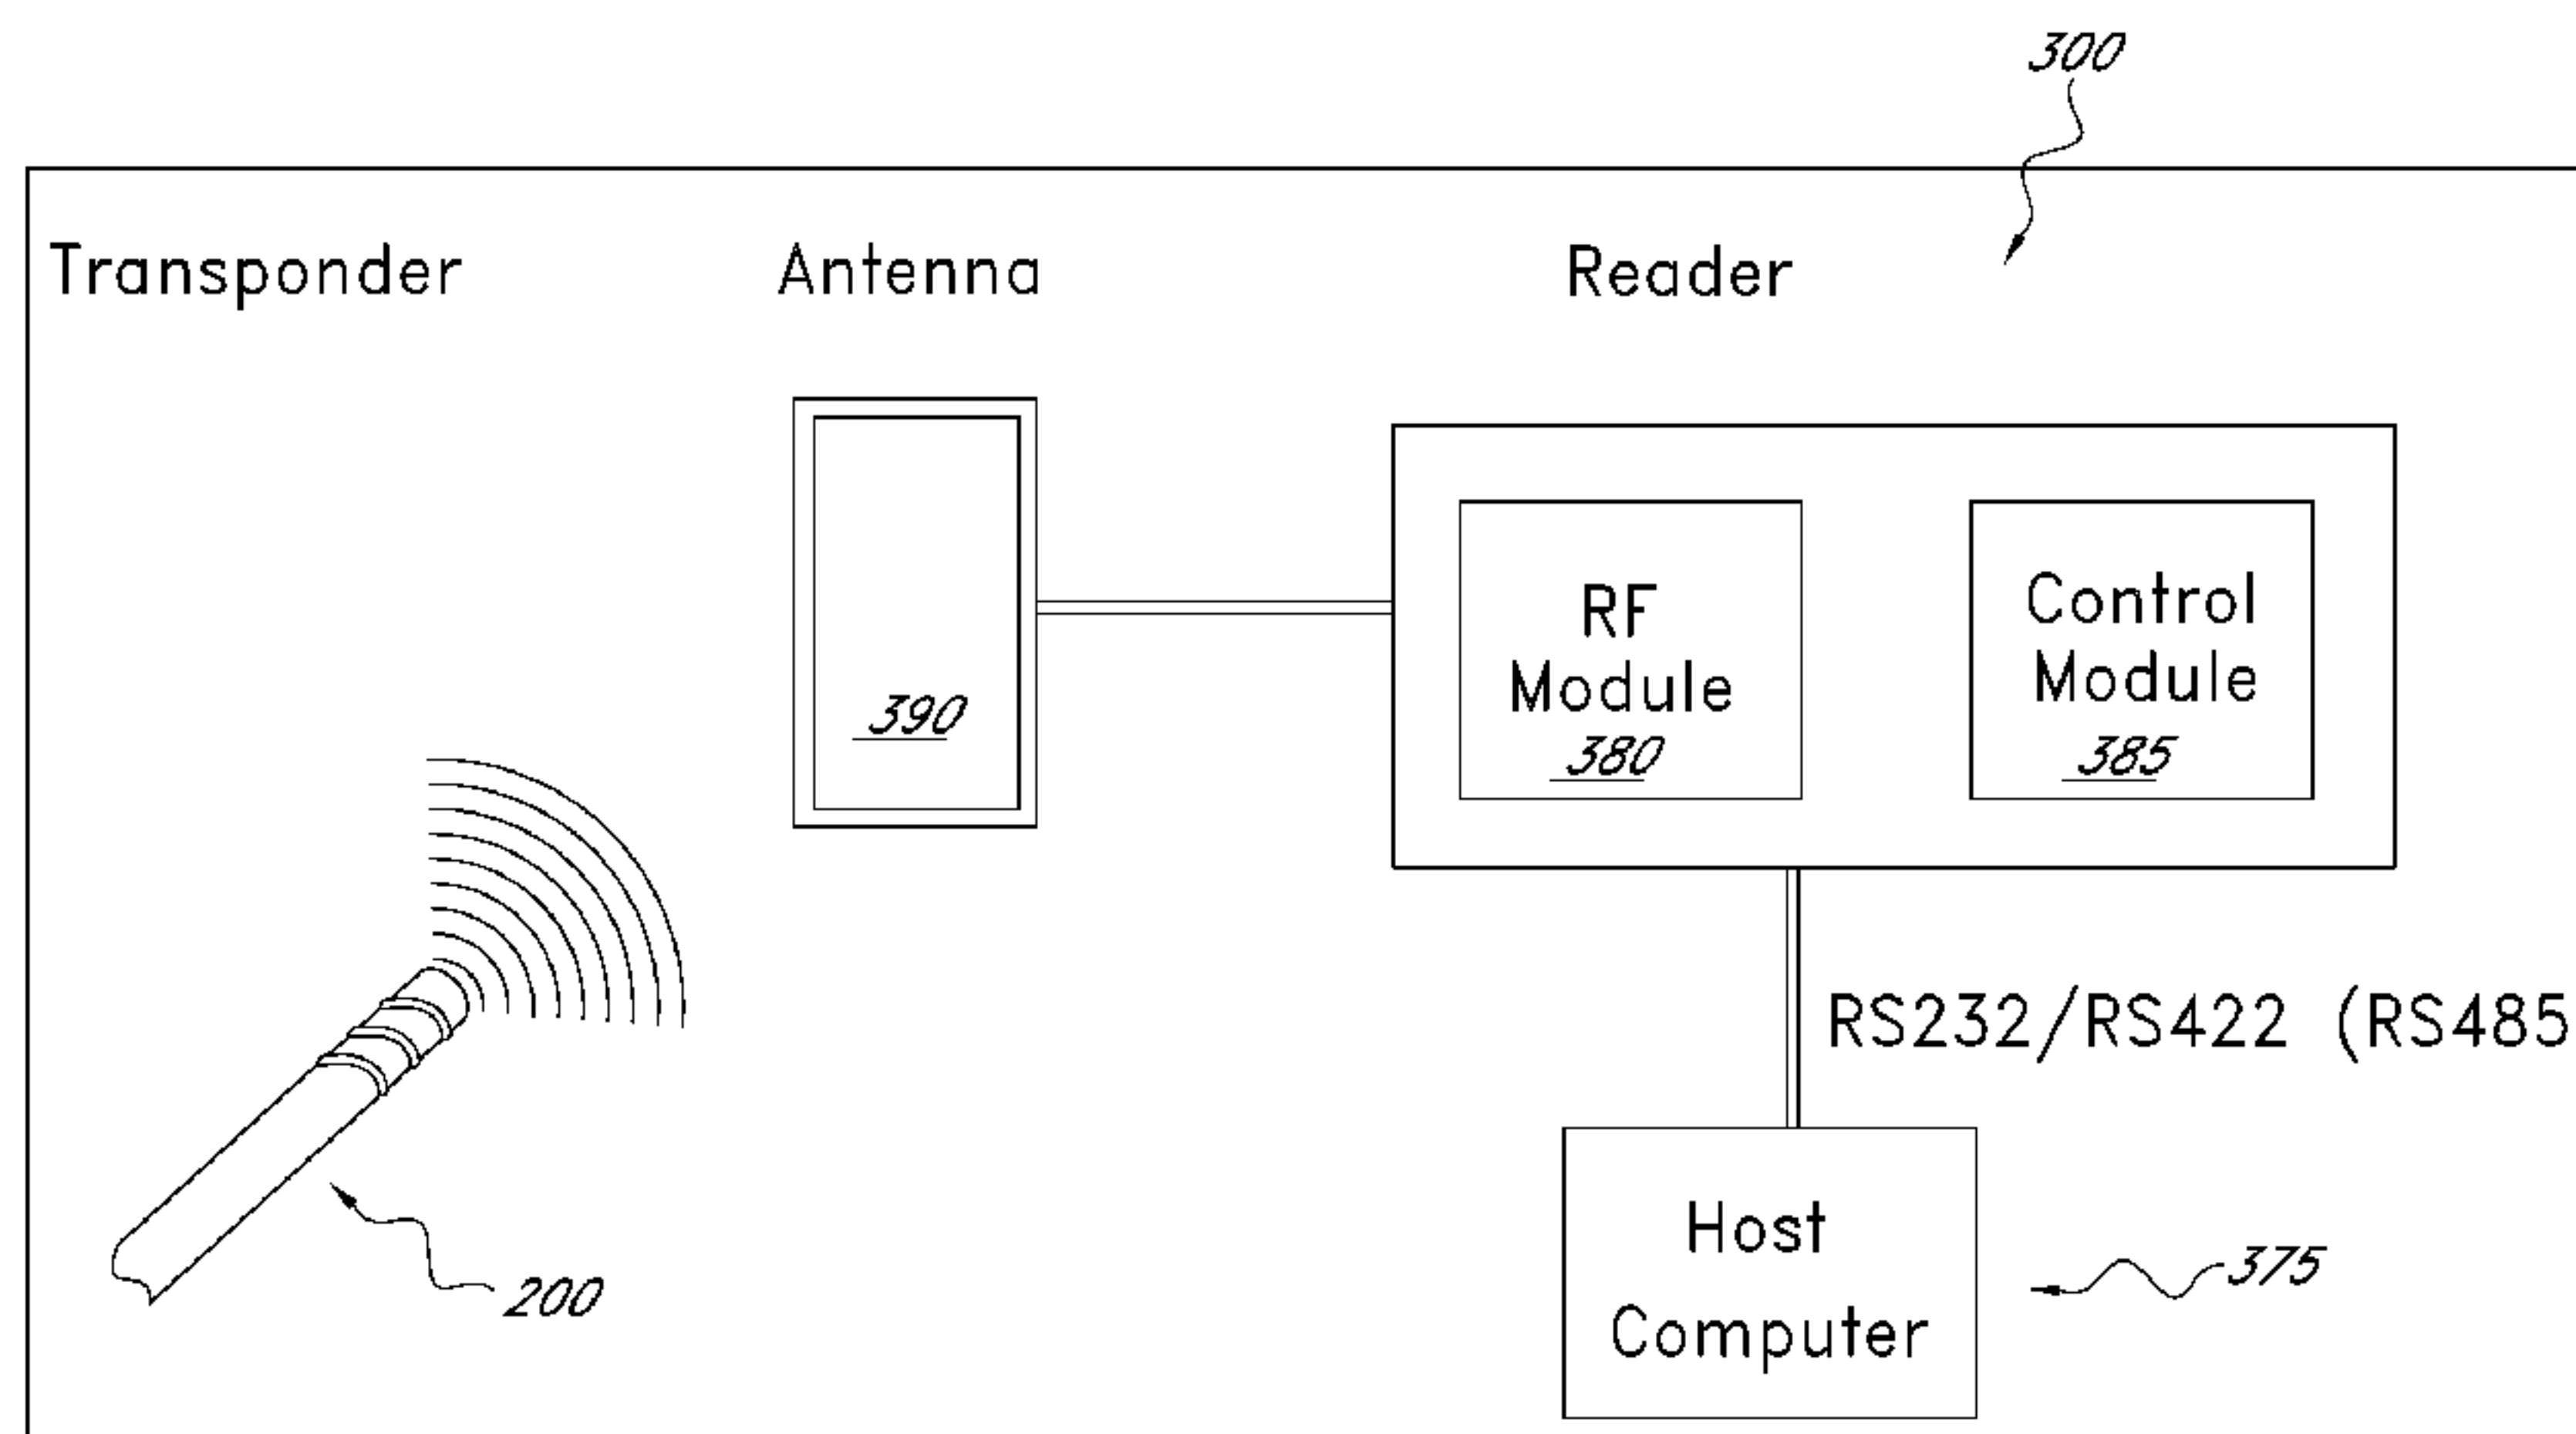 300
Transponder
Antenna
Reader
RF
Module
380
Control
Module
385
390
RS232/RS422 (RS485
Host
Computer
375
200